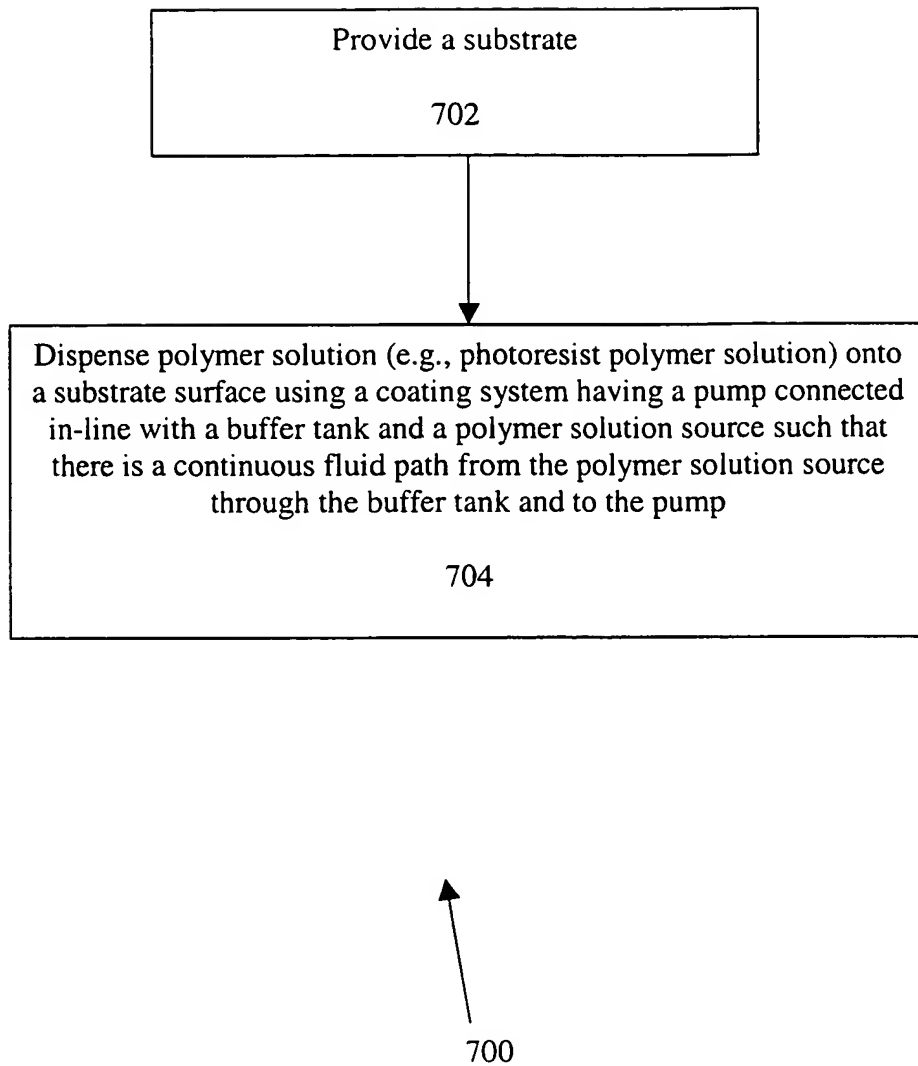 Provide a substrate
702
Dispense polymer solution (e.g., photoresist polymer solution) onto
a substrate surface using a coating system having a pump connected
in-line with a buffer tank and a polymer solution source such that
there is a continuous fluid path from the polymer solution source
through the buffer tank and to the pump
704
700